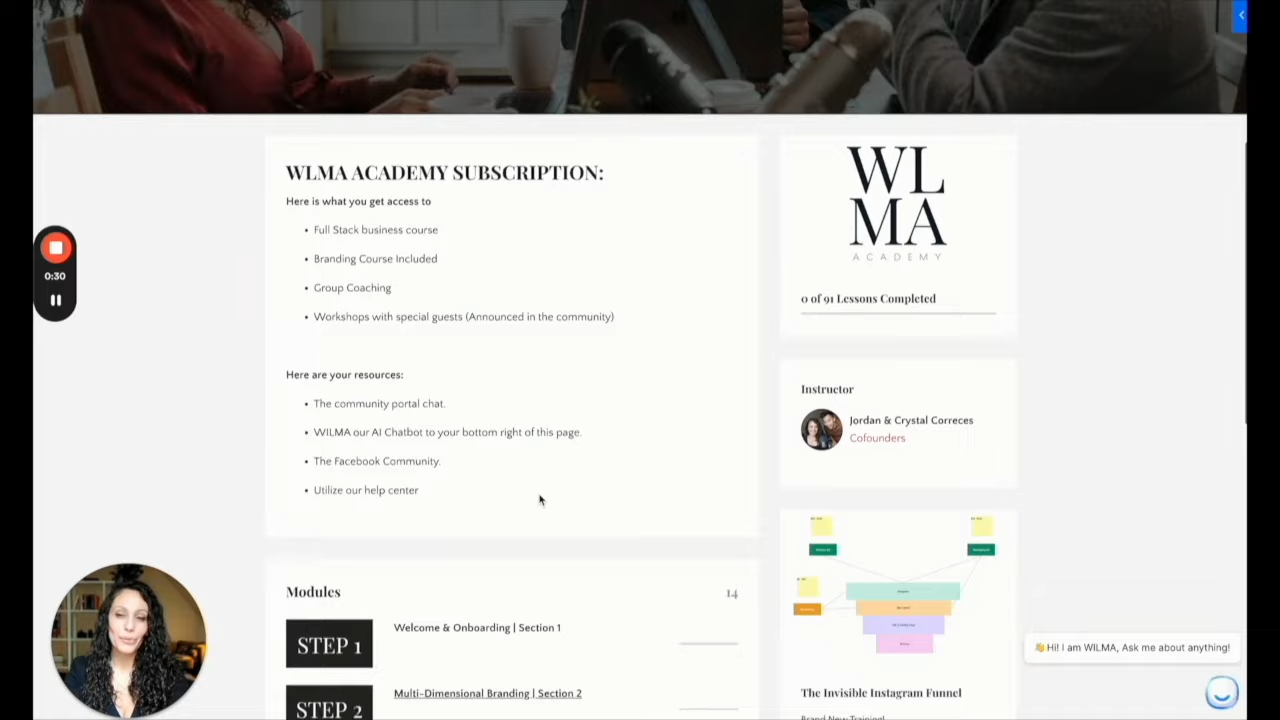 WLMA ACADEMY SUBSCRIPTION:
Here is what you get access to
• Full Stack business course
• Branding Course Included
• Group Coaching
• Workshops with special guests (Announced in the community)
Here are your resources:
• The community portal chat.
• WILMA our AI Chatbot to your bottom right of this page.
• The Facebook Community.
• Utilize our help center
Modules
14
STEP 1
Welcome & Onboarding | Section 1
STEP 2
Multi-Dimensional Branding | Section 2
WL
MA
ACADEMY
0 of 91 Lessons Completed
Instructor
Jordan & Crystal Correces
Cofounders
The Invisible Instagram Funnel
Brand New Training!
0:30
👋 Hi! I am WILMA, Ask me about anything!